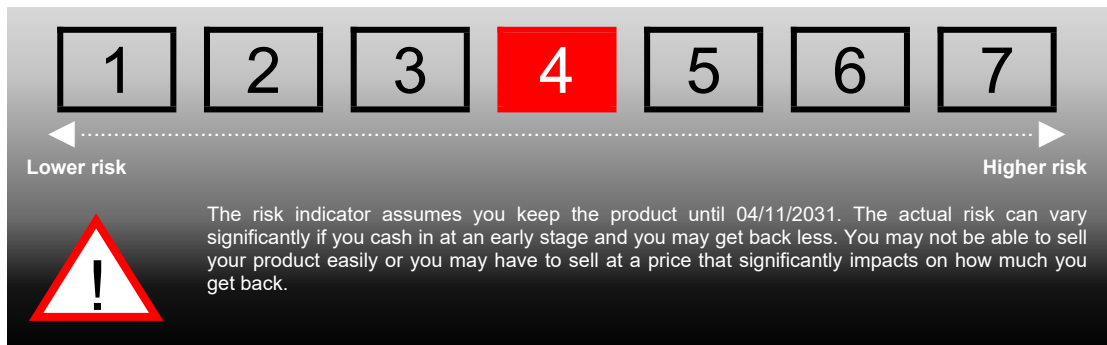 1 2 3 4 5 6 7
Lower risk Higher risk
The risk indicator assumes you keep the product until 04/11/2031. The actual risk can vary
significantly if you cash in at an early stage and you may get back less. You may not be able to sell
your product easily or you may have to sell at a price that significantly impacts on how much you
get back.
!